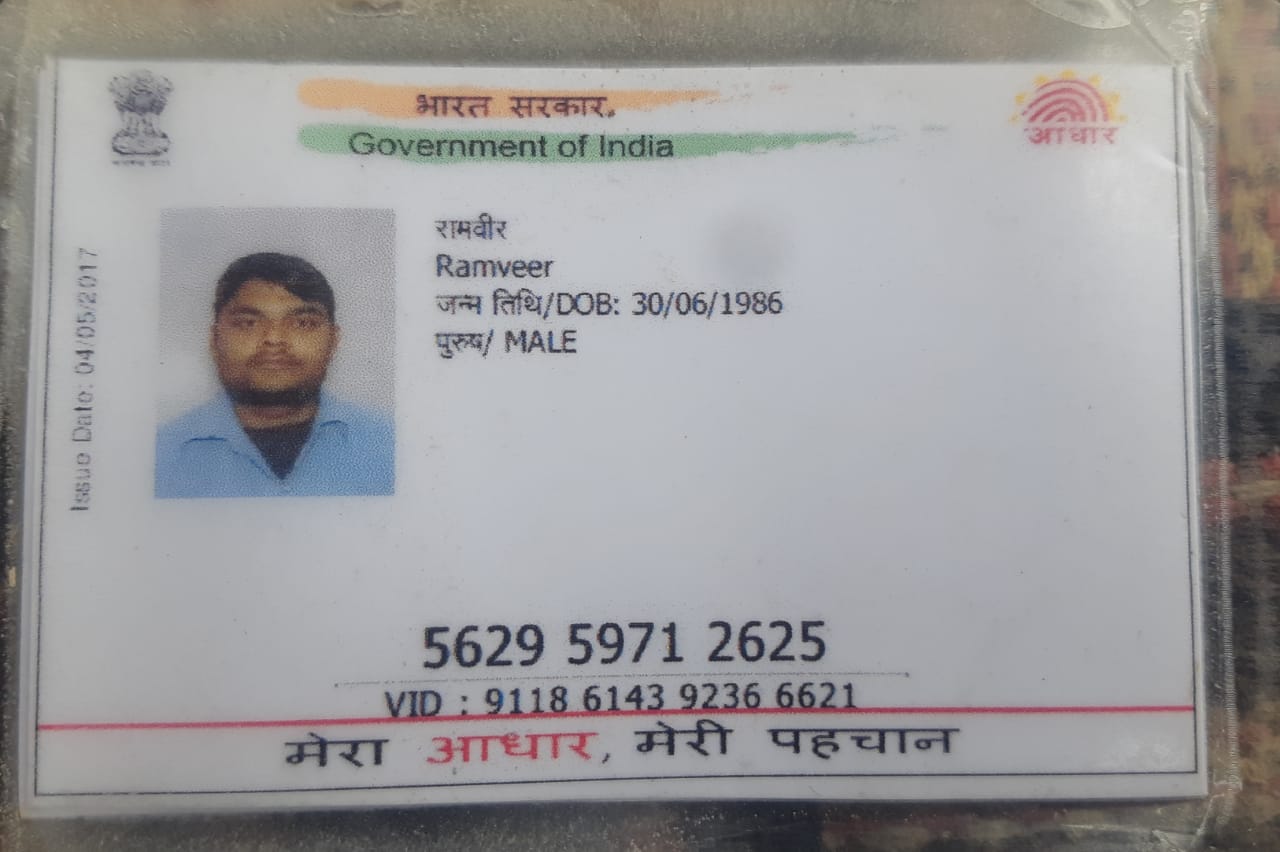 भारत सरकार
Government of India
आधार
रामवीर
Ramveer
जन्म तिथि/DOB: 30/06/1986
पुरुष/ MALE
Issue Date: 04/05/2017
5629 5971 2625
VID : 9118 6143 9236 6621
मेरा आधार, मेरी पहचान